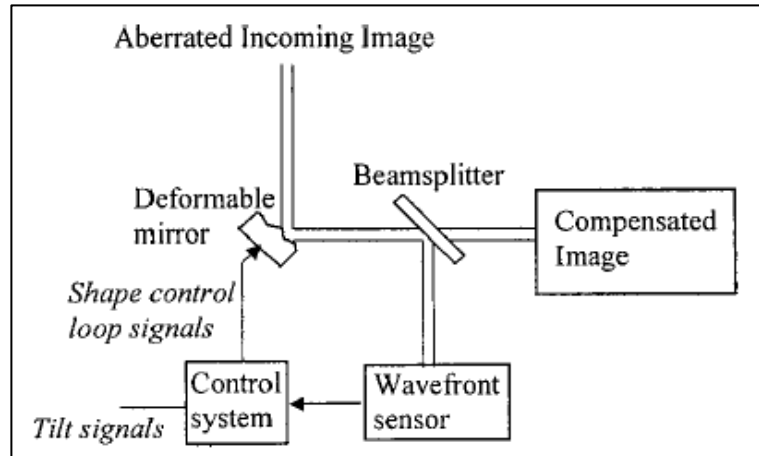 Aberrated Incoming Image
Beamsplitter
Deformable
mirror
Compensated
Image
Shape control
loop signals
Control
system
Wavefront
sensor
Tilt signals